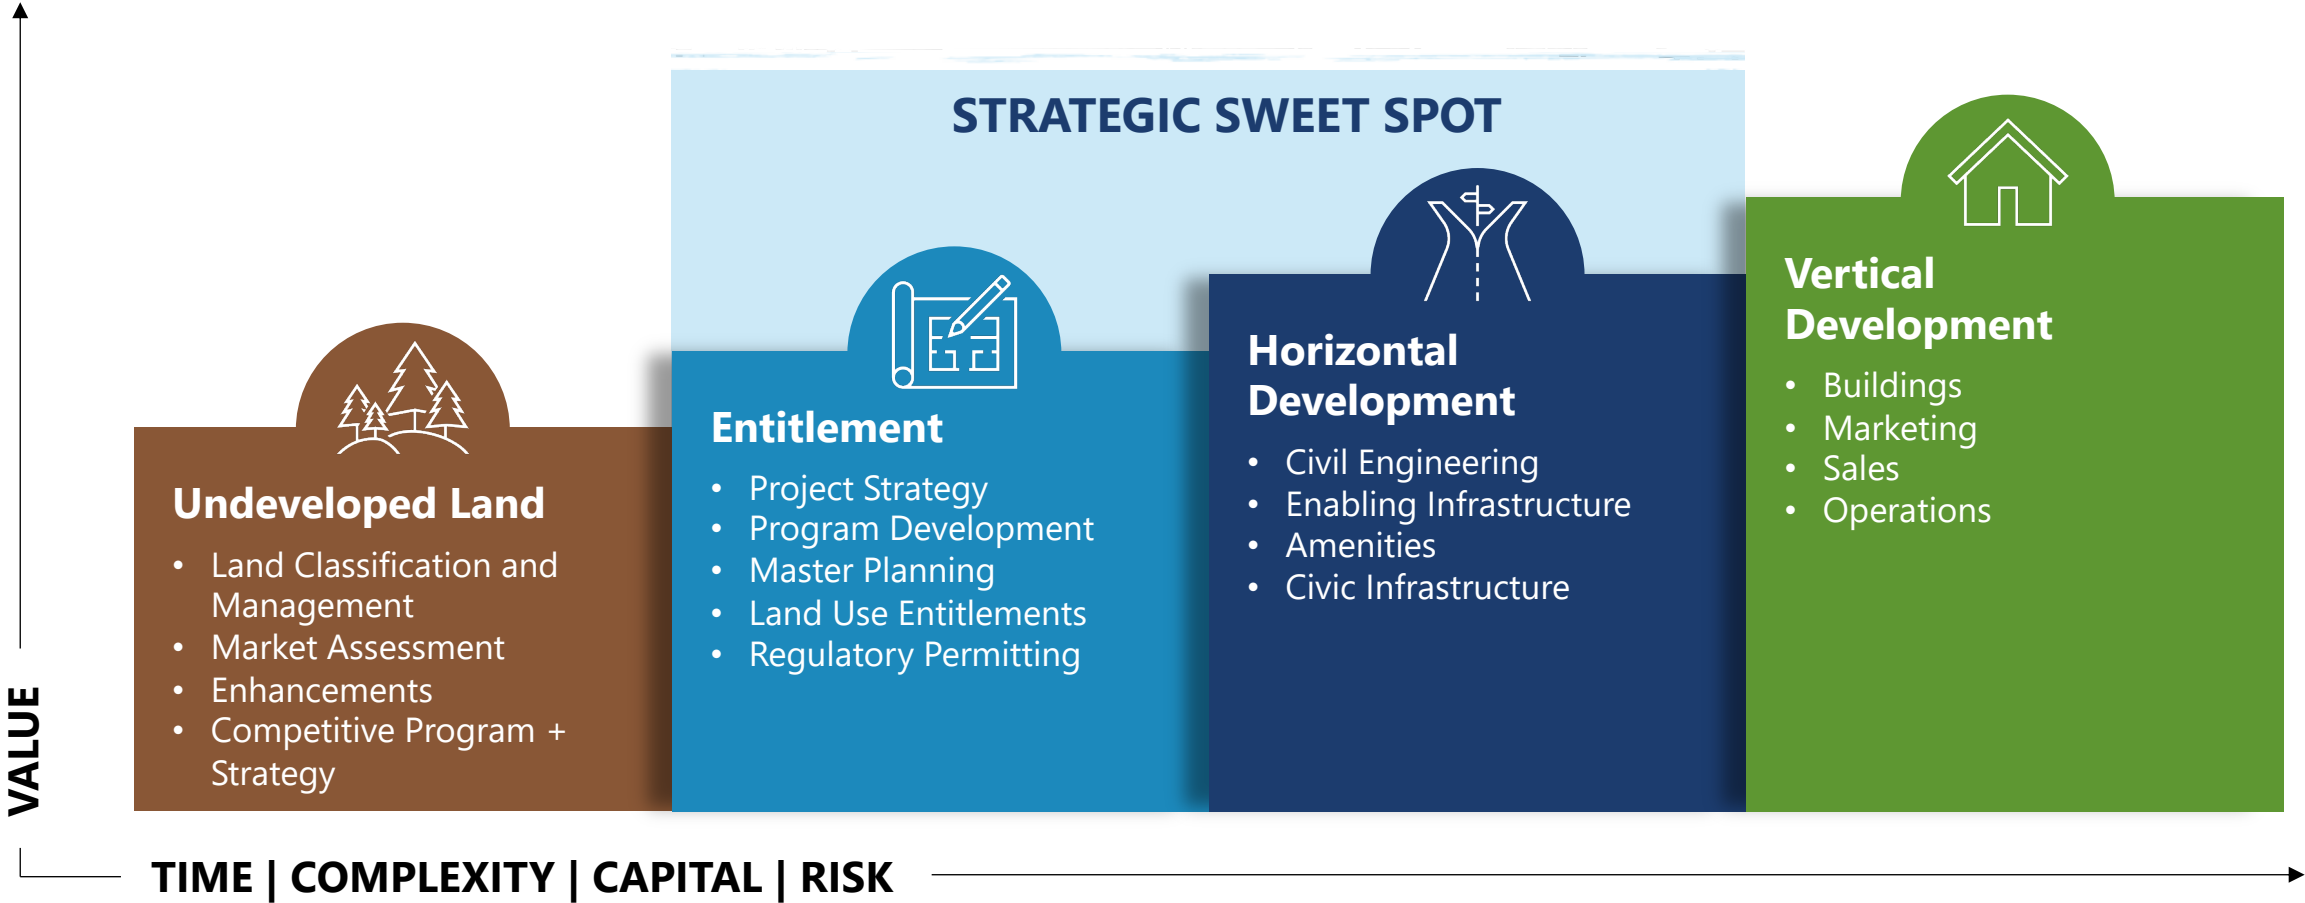 STRATEGIC SWEET SPOT
Undeveloped Land
• Land Classification and
Management
• Market Assessment
• Enhancements
• Competitive Program +
Strategy
Entitlement
• Project Strategy
• Program Development
• Master Planning
• Land Use Entitlements
• Regulatory Permitting
Horizontal
Development
• Civil Engineering
• Enabling Infrastructure
• Amenities
• Civic Infrastructure
Vertical
Development
• Buildings
• Marketing
• Sales
• Operations
VALUE
TIME | COMPLEXITY | CAPITAL | RISK